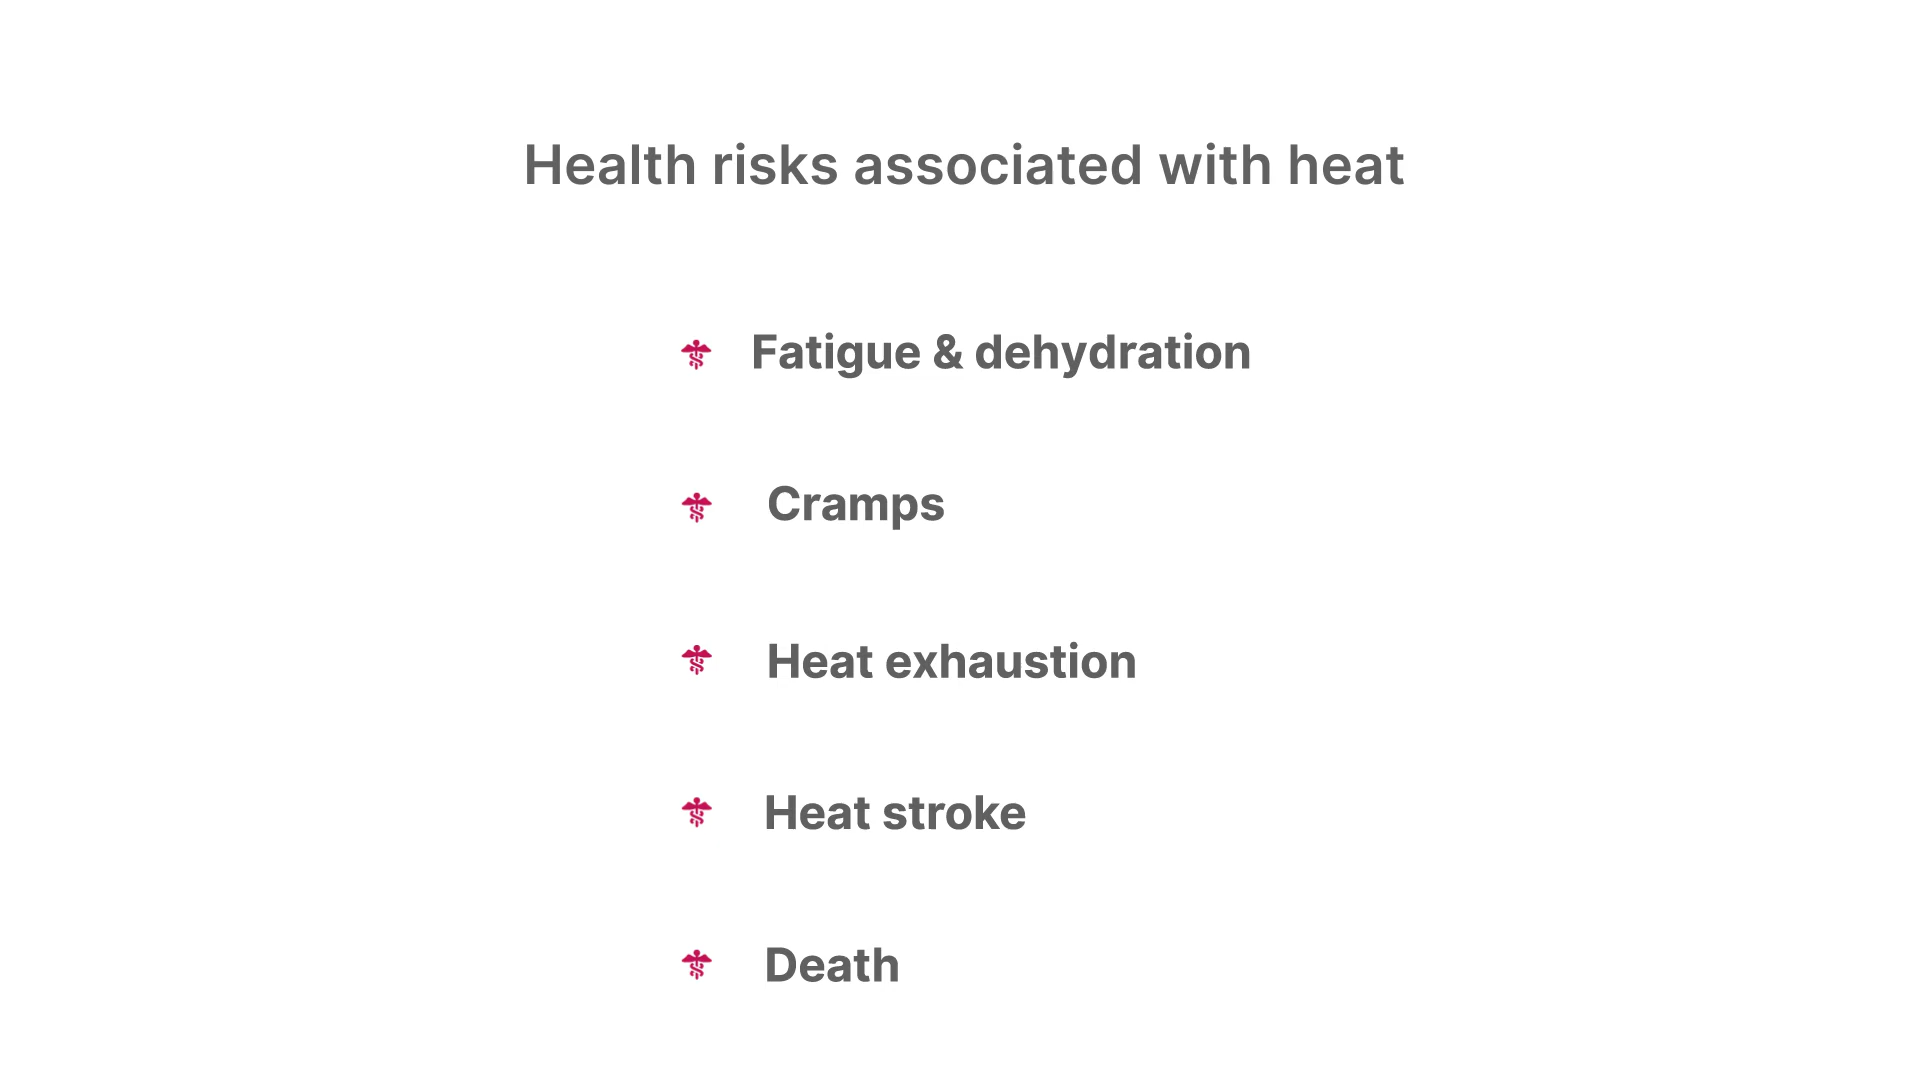 Health risks associated with heat
Fatigue & dehydration
Cramps
Heat exhaustion
Heat stroke
Death